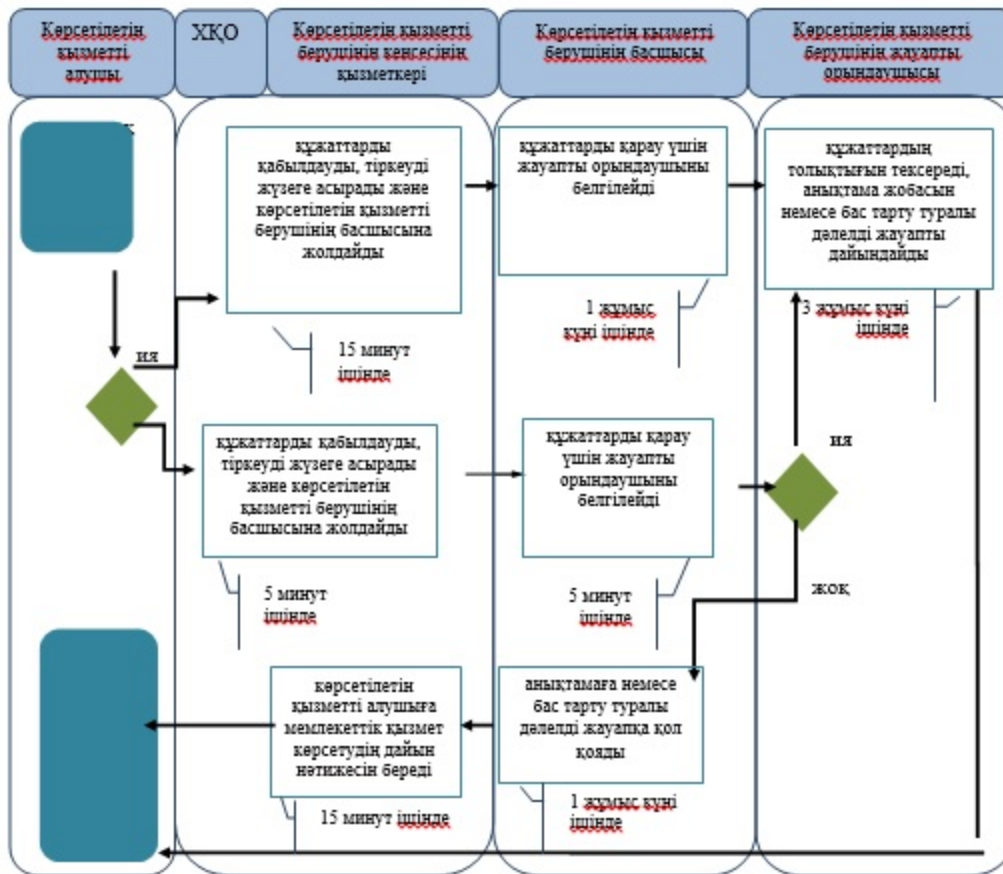 Көрсетілетін
қызметті
алушы
ХҚО
Көрсетілетін қызметті
берушінің кеңсесінің
қызметкері
Көрсетілетін қызметті
берушінің басшысы
Көрсетілетін қызметті
берушінің жауапты
орындаушысы
құжаттарды
қабылдауды, тіркеуді
жүзеге асырады және
көрсетілетін қызметті
берушінің басшысына
жолдайды
құжаттарды қарау үшін
жауапты орындаушыны
белгілейді
құжаттардың
толықтығын тексереді,
анықтама жобасын
немесе бас тарту туралы
дәлелді жауапты
дайындайды
15 минут
ішінде
1 жұмыс
күні ішінде
3 жұмыс күні
ішінде
ия
құжаттарды қабылдауды,
тіркеуді жүзеге асырады
және көрсетілетін
қызметті берушінің
басшысына жолдайды
құжаттарды қарау
үшін жауапты
орындаушыны
белгілейді
ия
5 минут
ішінде
5 минут
ішінде
жоқ
көрсетілетін
қызметті алушыға
мемлекеттік қызмет
көрсетудің дайын
нәтижесін береді
анықтамаға немесе
бас тарту туралы
дәлелді жауапқа қол
қояды
15 минут ішінде
1 жұмыс күні
ішінде